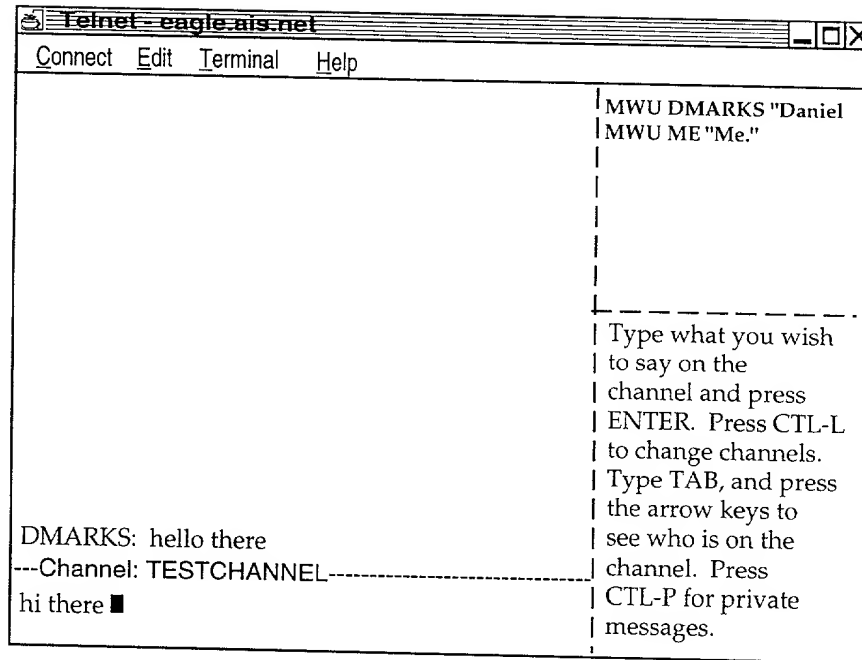 Telnet - eagle.ais.net
Connect Edit Terminal Help
MWU DMARKS "Daniel
MWU ME "Me."
Type what you wish
to say on the
channel and press
ENTER. Press CTL-L
to change channels.
Type TAB, and press
the arrow keys to
see who is on the
channel. Press
CTL-P for private
messages.
DMARKS: hello there
---Channel: TESTCHANNEL---------------------------
hi there